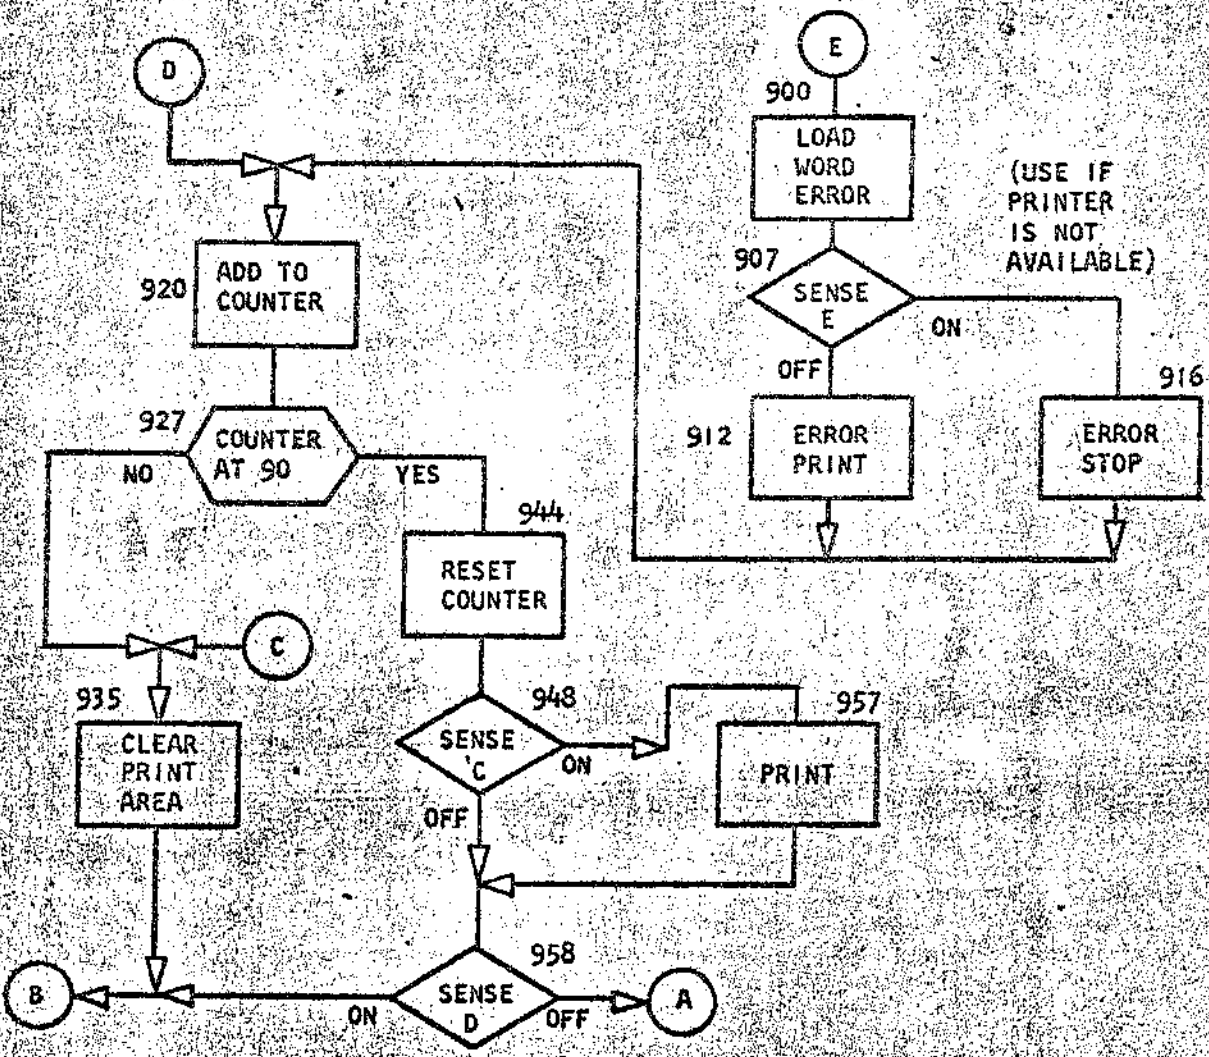 D
E
900
LOAD
WORD
ERROR
(USE IF
PRINTER
IS NOT
AVAILABLE)
907
SENSE
E
ON
OFF
920
ADD TO
COUNTER
916
912
ERROR
PRINT
ERROR
STOP
927
COUNTER
AT 90
NO
YES
944
RESET
COUNTER
C
935
CLEAR
PRINT
AREA
948
SENSE
'C
ON
OFF
957
PRINT
958
SENSE
D
ON
OFF
B
A